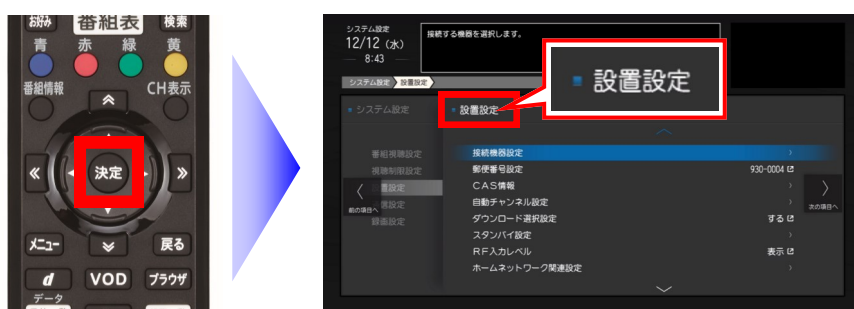 お好み
番組表
検索
青
赤
緑
黄
番組情報
CH表示
決定
メニュー
戻る
d
VOD
ブラウザ
データ
システム設定
12/12（水）
8:43
接続する機器を選択します。
システム設定
設置設定
システム設定
設置設定
設置設定
番組視聴設定
視聴制限設定
設置設定
録画設定
前の項目へ
次の項目へ
接続機器設定
郵便番号設定
930-0004
CAS情報
自動チャンネル設定
ダウンロード選択設定
する
スタンバイ設定
RF入力レベル
表示
ホームネットワーク関連設定